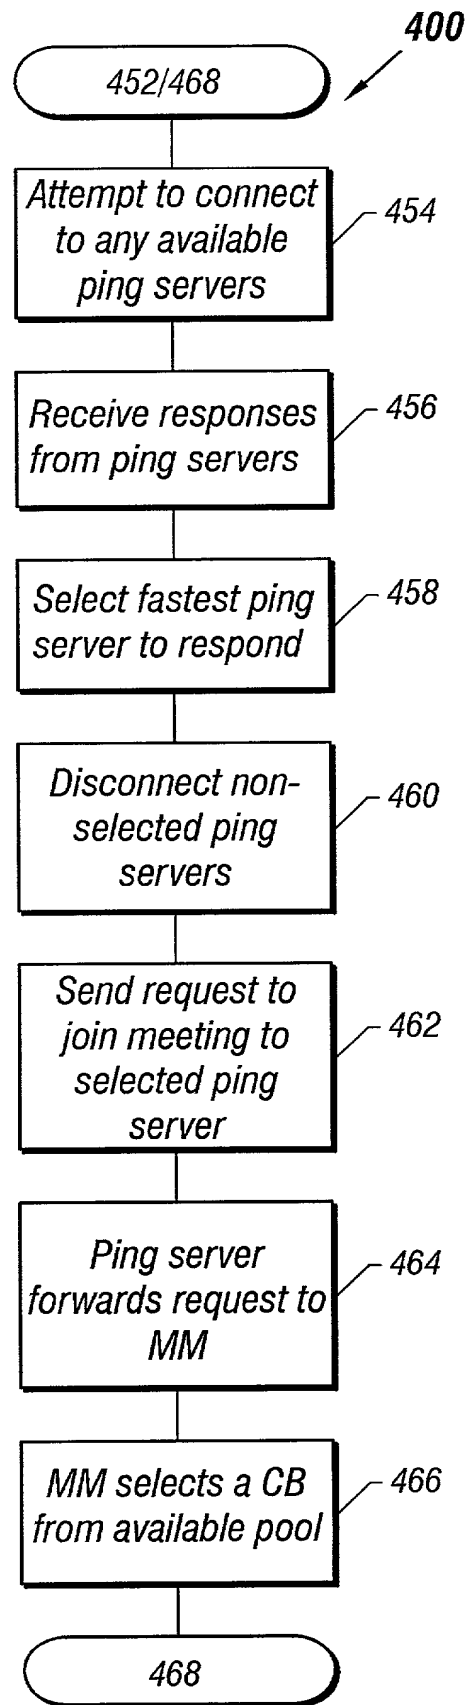 400
452/468
Attempt to connect
to any available
ping servers
454
Receive responses
from ping servers
456
Select fastest ping
server to respond
458
Disconnect non-
selected ping
servers
460
Send request to
join meeting to
selected ping
server
462
Ping server
forwards request to
MM
464
MM selects a CB
from available pool
466
468